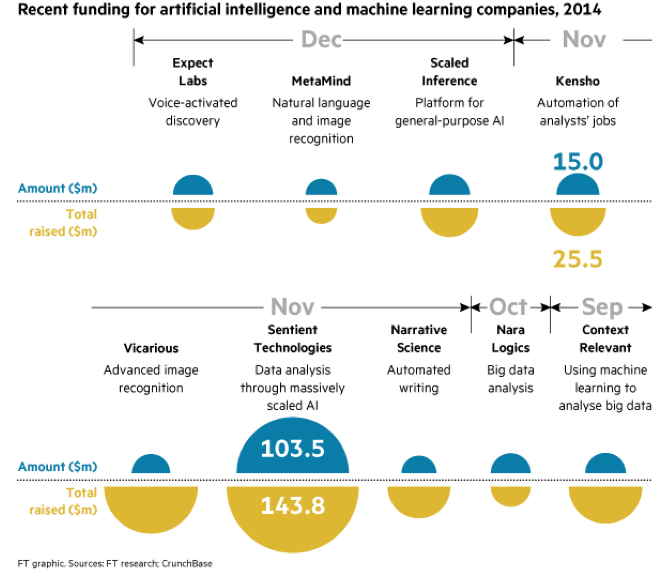 Recent funding for artificial intelligence and machine learning companies, 2014
Dec
Nov
Expect
Labs
Voice-activated
discovery
MetaMind
Natural language
and image
recognition
Scaled
Inference
Platform for
general-purpose AI
Kensho
Automation of
analysts' jobs
15.0
Amount ($m)
Total
raised ($m)
25.5
Nov
Oct
Sep
Vicarious
Advanced image
recognition
Sentient
Technologies
Data analysis
through massively
scaled AI
Narrative
Science
Automated
writing
Nara
Logics
Big data
analysis
Context
Relevant
Using machine
learning to
analyse big data
103.5
Amount ($m)
Total
raised ($m)
143.8
FT graphic. Sources: FT research; CrunchBase